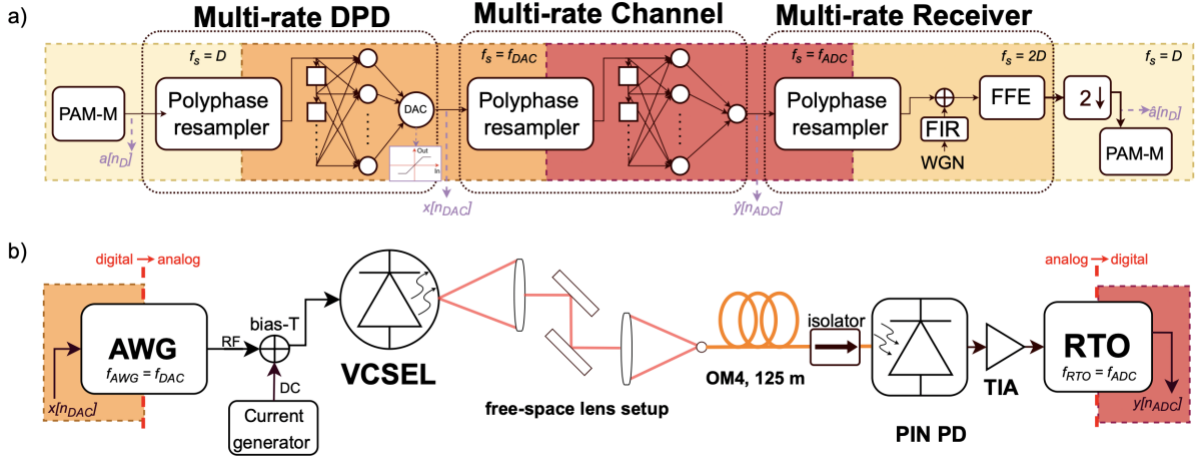 a)
Multi-rate DPD
Multi-rate Channel
Multi-rate Receiver
fs = D
fs = fDAC
fs = fADC
fs = 2D
fs = D
PAM-M
Polyphase
resampler
DAC
Out
In
Polyphase
resampler
Polyphase
resampler
FIR
WGN
FFE
2↓
PAM-M
a[nD]
x[nDAC]
ŷ[nADC]
â[nD]
b)
digital → analog
AWG
fAWG = fDAC
x[nDAC]
RF
bias-T
DC
Current
generator
VCSEL
free-space lens setup
OM4, 125 m
isolator
PIN PD
TIA
analog → digital
RTO
fRTO = fADC
y[nADC]